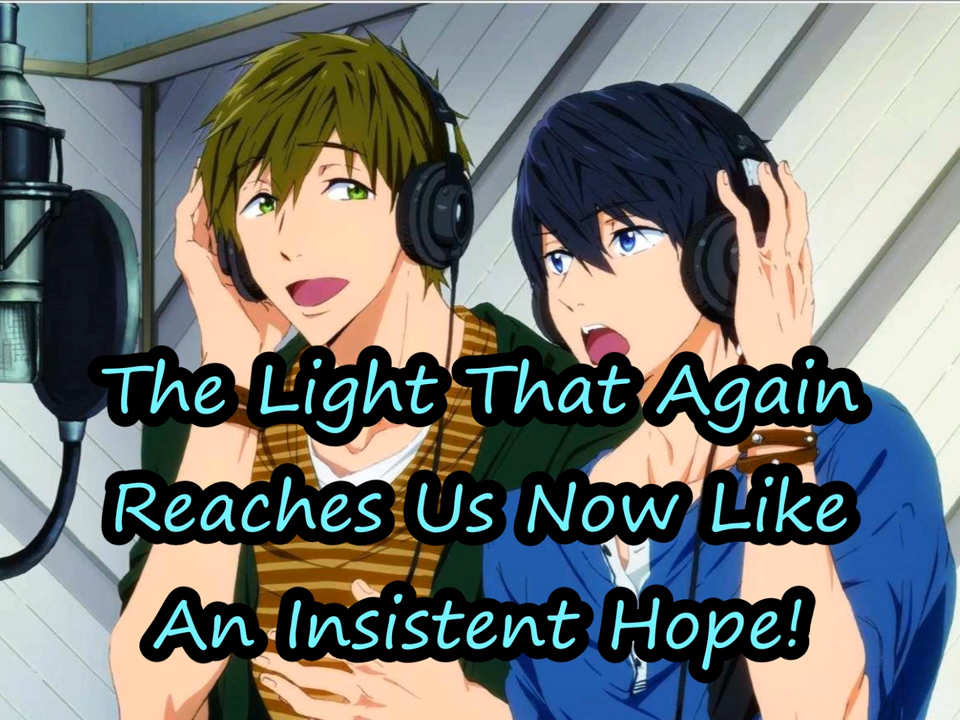 The Light That Again
Reaches Us Now Like
An Insistent Hope!